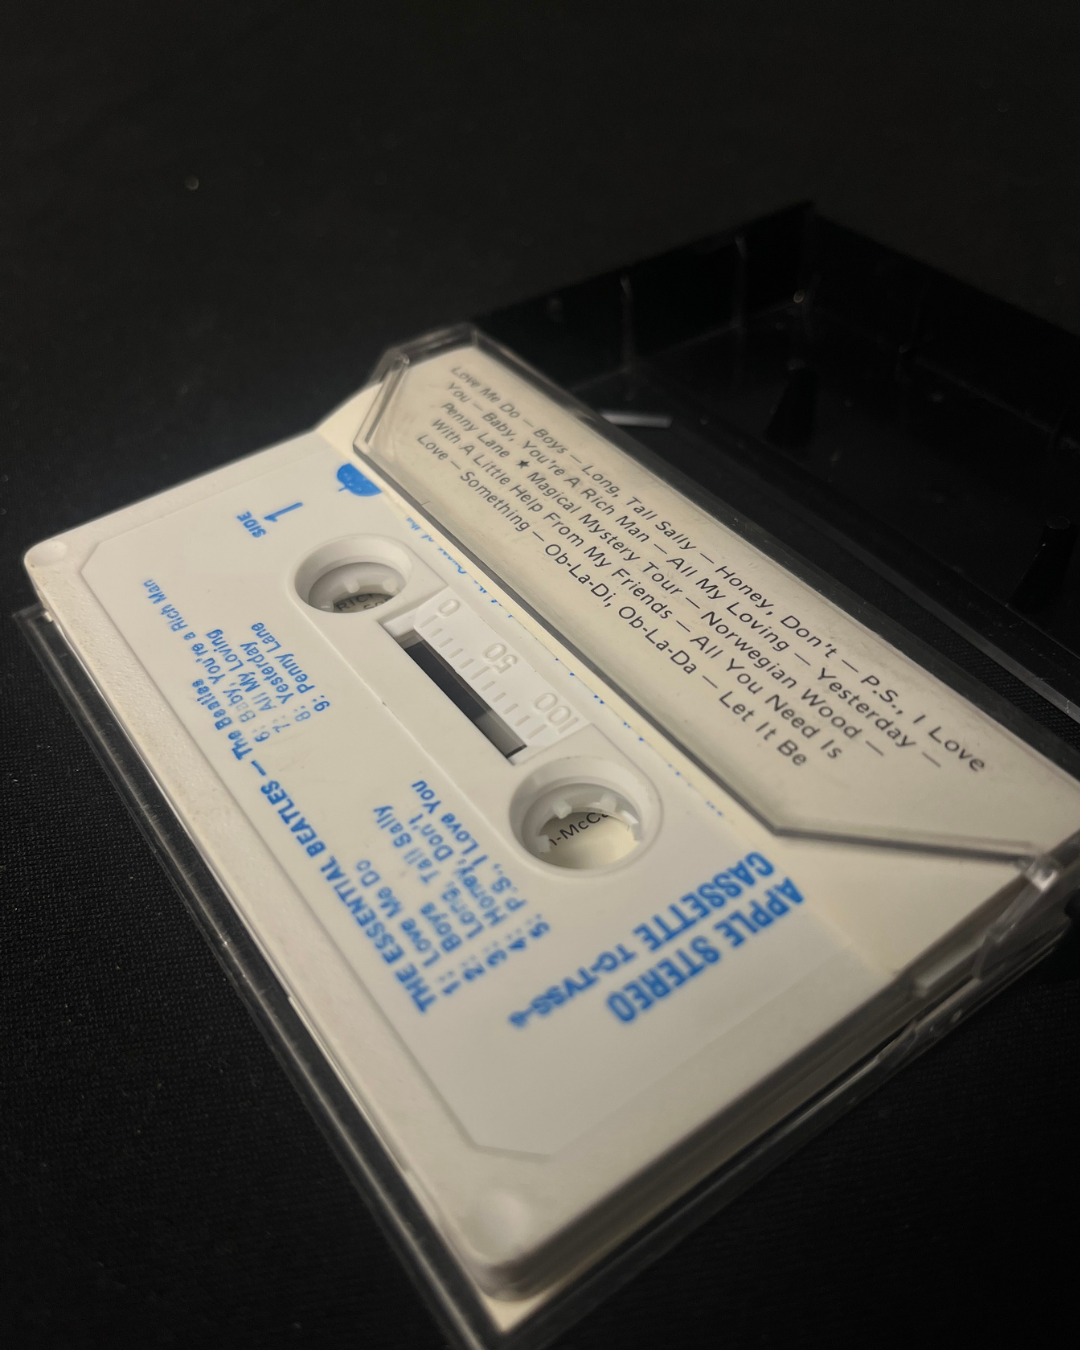 Love Me Do — Boys — Long, Tall Sally — Honey, Don't — P.S., I Love
You — Baby, You're A Rich Man — All My Loving — Yesterday —
Penny Lane ★ Magical Mystery Tour — Norwegian Wood —
With A Little Help From My Friends — All You Need Is
Love — Something — Ob-La-Di, Ob-La-Da — Let It Be
APPLE STEREO
CASSETTE TC-TVSS-8
SIDE
1
0 50 100
THE ESSENTIAL BEATLES — The Beatles
1: Love Me Do
2: Boys
3: Long, Tall Sally
4: Honey, Don't
5: P.S., I Love You
6: Baby, You're a Rich Man
7: All My Loving
8: Yesterday
9: Penny Lane